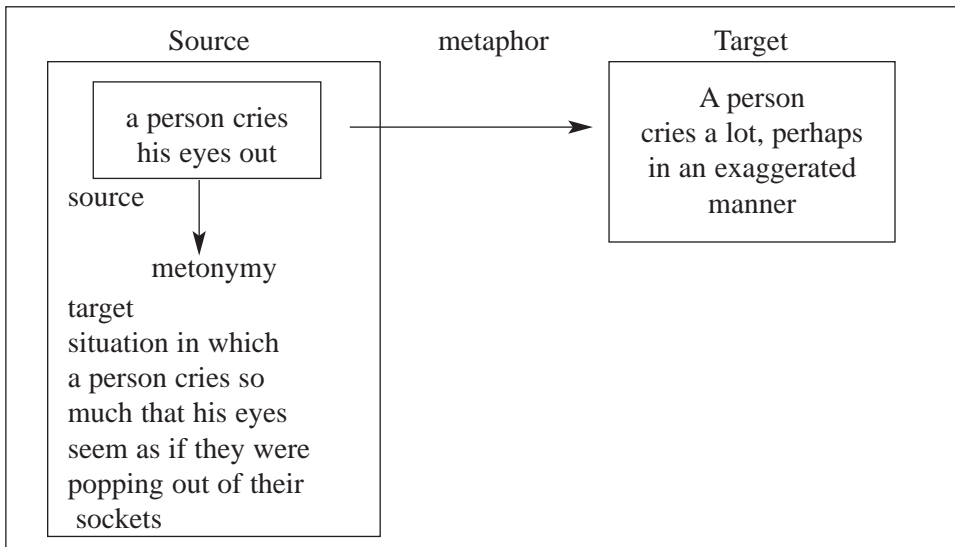 Source metaphor Target
a person cries
his eyes out
source
metonymy
target
situation in which
a person cries so
much that his eyes
seem as if they were
popping out of their
sockets
A person
cries a lot, perhaps
in an exaggerated
manner